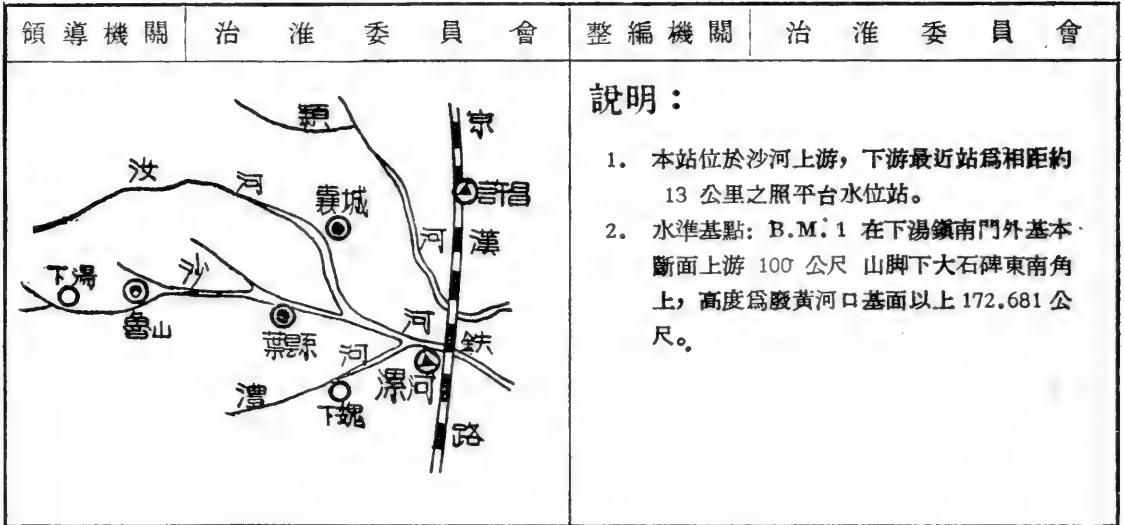 領導機關 治淮委員會 整編機關 治淮委員會
說明：
1. 本站位於沙河上游，下游最近站爲相距約
13 公里之照平台水位站。
2. 水準基點: B.M. 1 在下湯鎭南門外基本
斷面上游 100 公尺 山脚下大石碑東南角
上，高度爲廢黃河口基面以上 172.681 公
尺。
潁河
京漢鉄路
許昌
汝河
襄城
下湯
沙河
魯山
葉縣
澧河
漯河
下魏